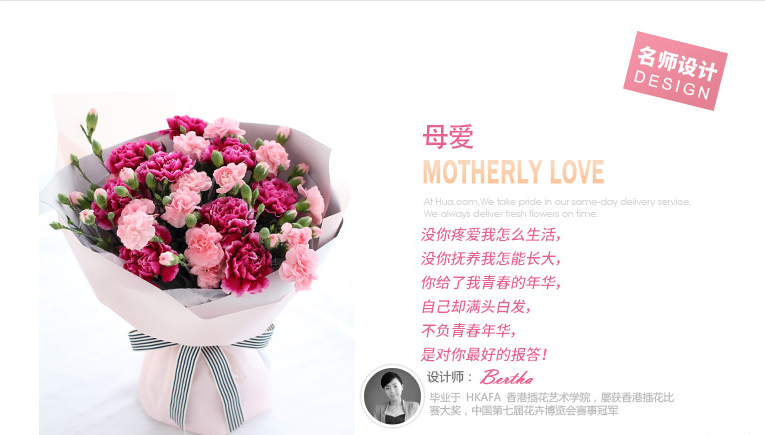 名师设计
DESIGN
母爱
MOTHERLY LOVE
At Hua.com,We take pride in our same-day delivery service.
We always deliver fresh flowers on time.
没你疼爱我怎么生活，
没你抚养我怎能长大，
你给了我青春的年华，
自己却满头白发，
不负青春年华，
是对你最好的报答！
设计师： Bertha
毕业于 HKAFA 香港插花艺术学院，屡获香港插花比
赛大奖，中国第七届花卉博览会赛事冠军